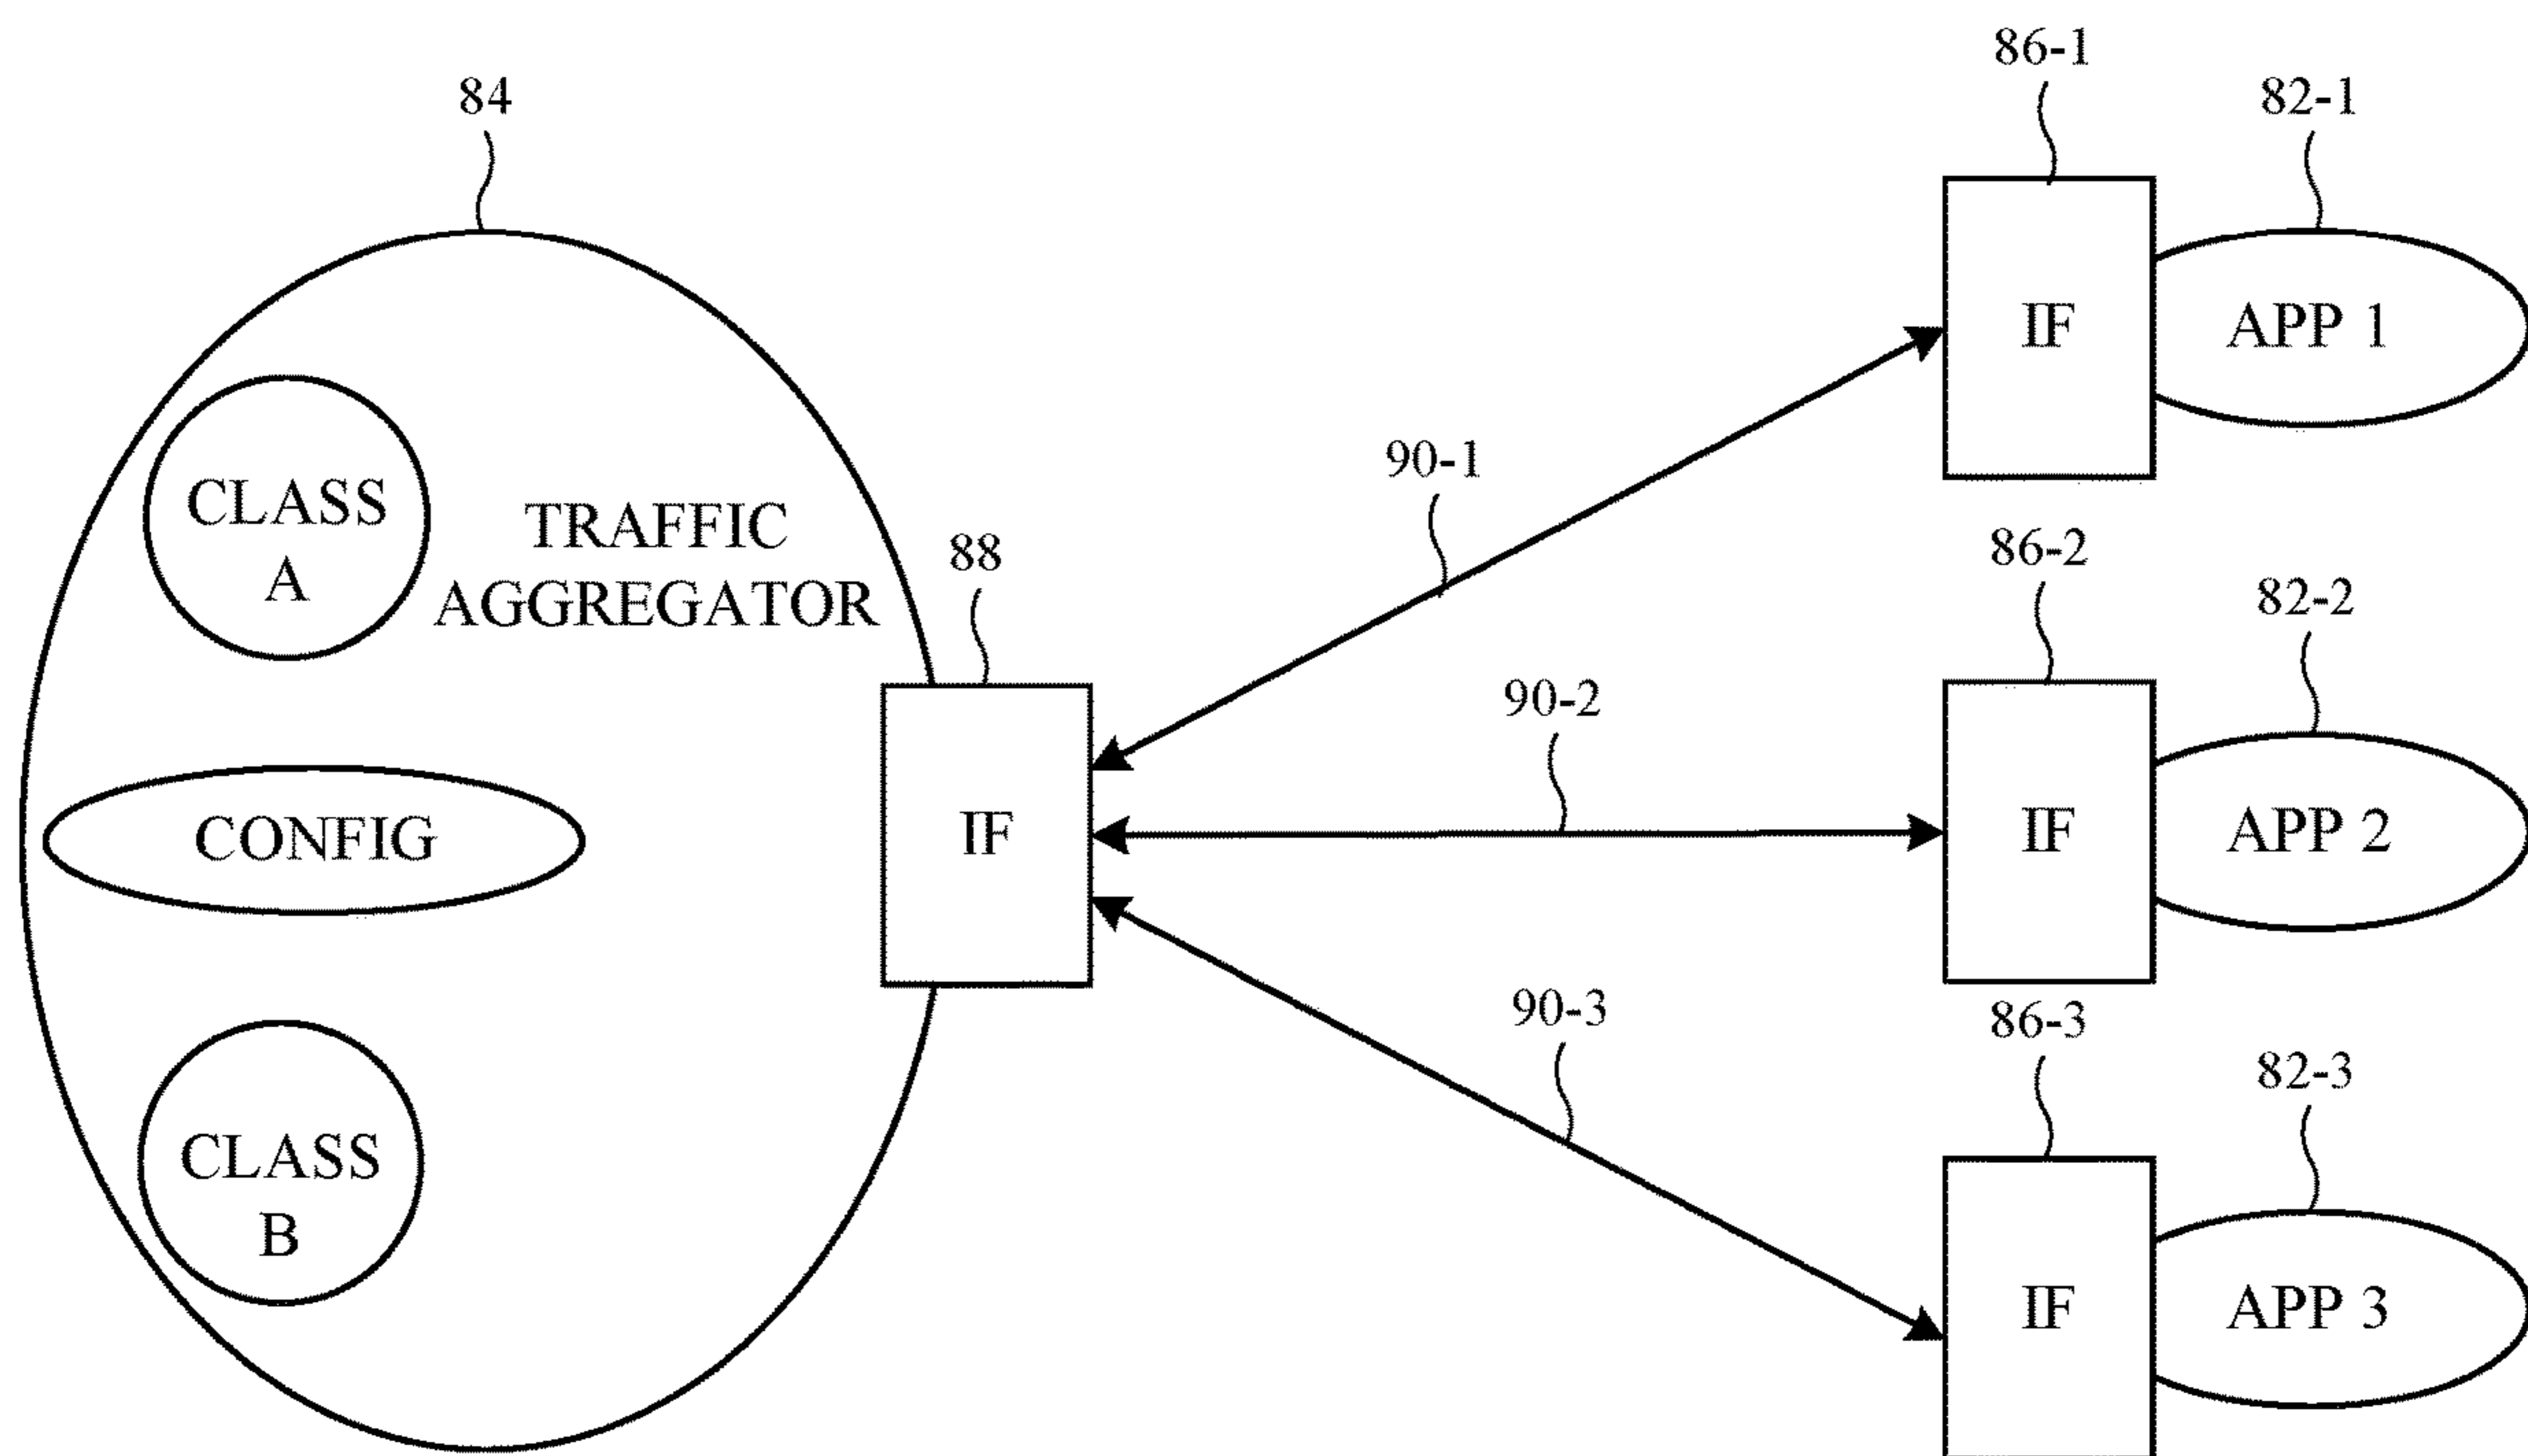 86-1
84
82-1
IF
APP 1
90-1
CLASS
A
TRAFFIC
AGGREGATOR
88
86-2
82-2
90-2
CONFIG
IF
IF
APP 2
90-3
86-3
82-3
CLASS
B
IF
APP 3